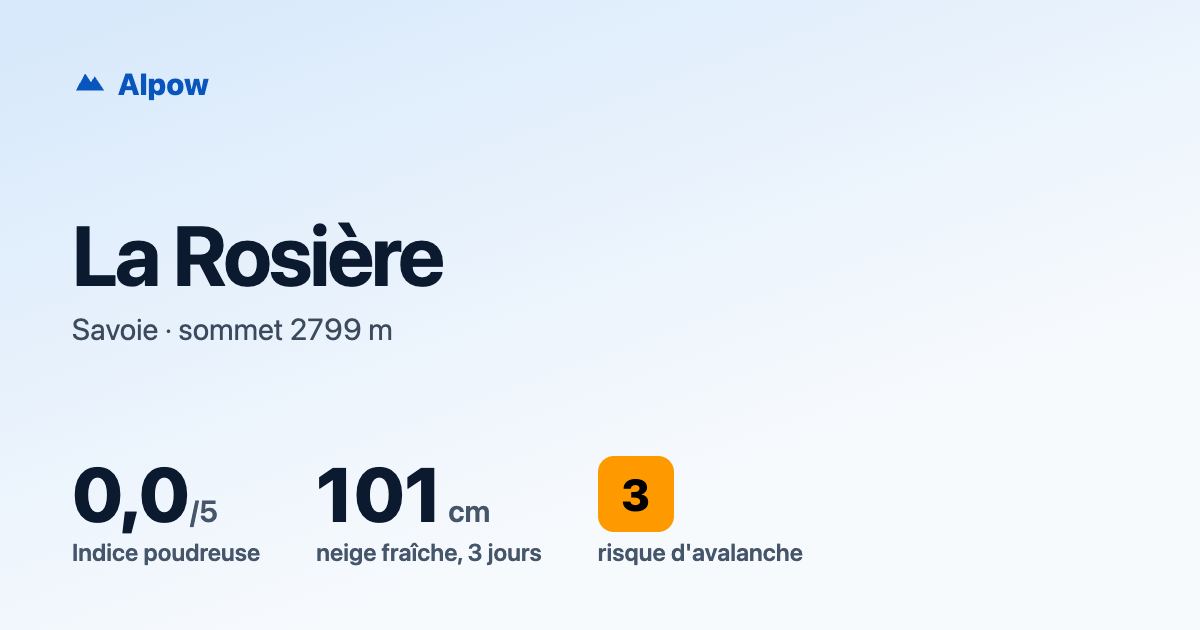 Alpow
La Rosière
Savoie · sommet 2799 m
0,0/5
Indice poudreuse
101 cm
neige fraîche, 3 jours
3
risque d'avalanche